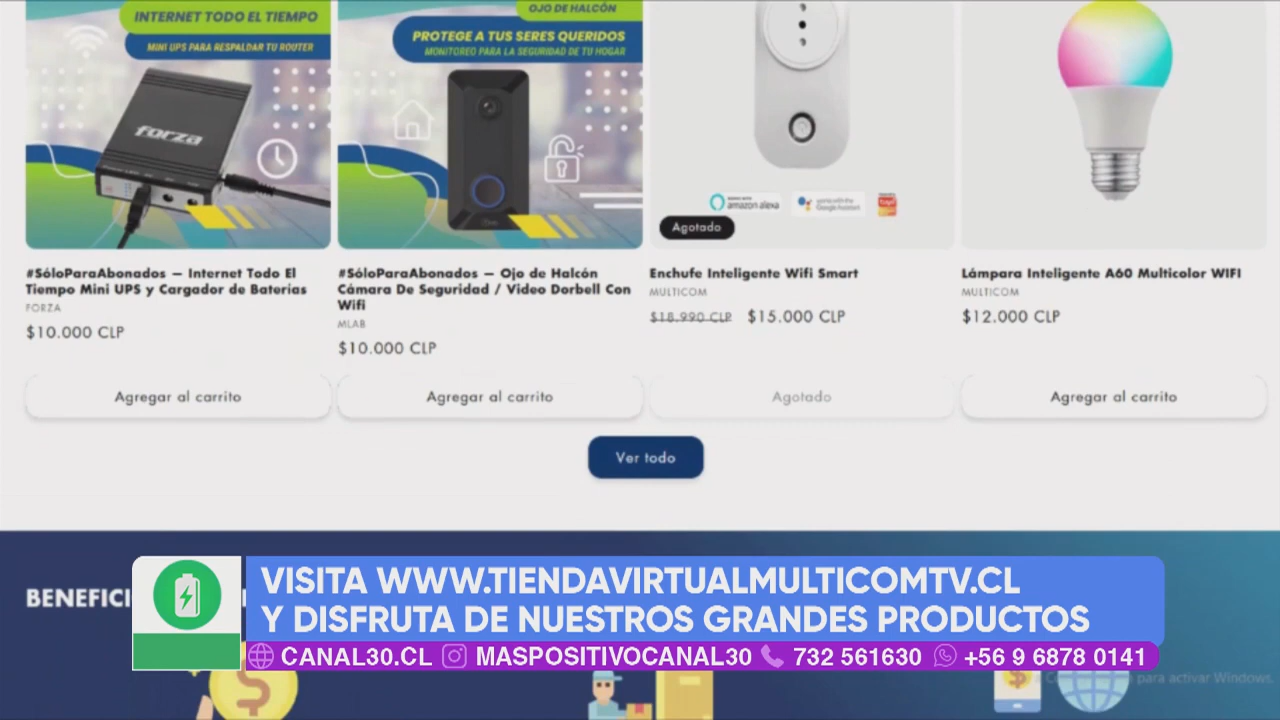 INTERNET TODO EL TIEMPO
MINI UPS PARA RESPALDAR TU ROUTER
forza
OJO DE HALCÓN
PROTEGE A TUS SERES QUERIDOS
MONITOREO PARA LA SEGURIDAD DE TU HOGAR
amazon alexa
works with the
Google Assistant
Agotado
#SóloParaAbonados – Internet Todo El
Tiempo Mini UPS y Cargador de Baterías
FORZA
$10.000 CLP
Agregar al carrito
#SóloParaAbonados – Ojo de Halcón
Cámara De Seguridad / Video Dorbell Con
Wifi
MLAB
$10.000 CLP
Agregar al carrito
Enchufe Inteligente Wifi Smart
MULTICOM
$18.990 CLP $15.000 CLP
Agotado
Lámpara Inteligente A60 Multicolor WIFI
MULTICOM
$12.000 CLP
Agregar al carrito
Ver todo
BENEFICI
VISITA WWW.TIENDAVIRTUALMULTICOMTV.CL
Y DISFRUTA DE NUESTROS GRANDES PRODUCTOS
CANAL30.CL MASPOSITIVOCANAL30 732 561630 +56 9 6878 0141
para activar Windows.